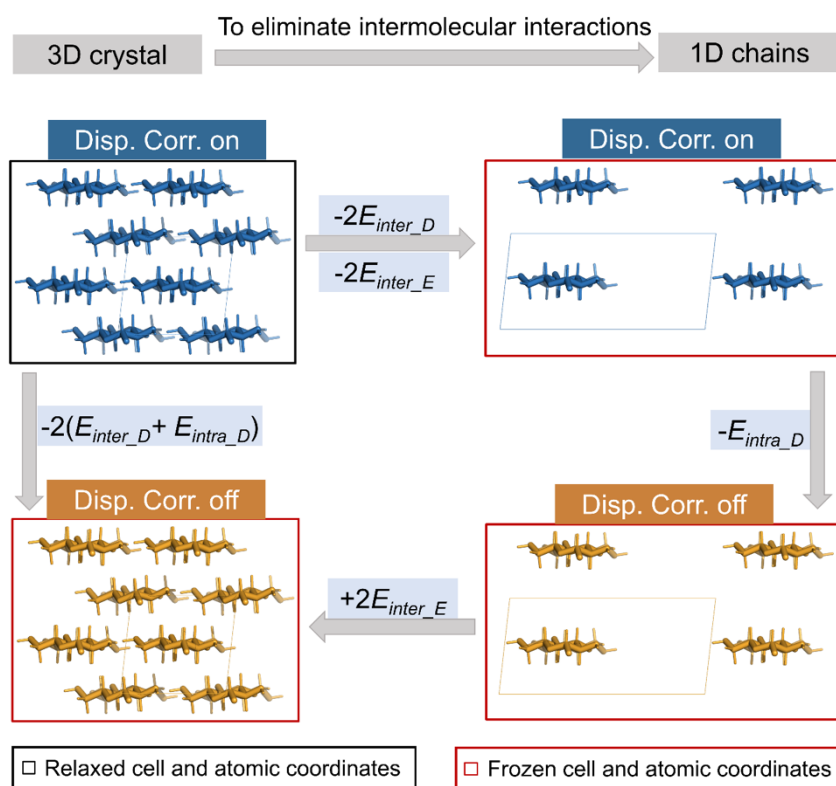 To eliminate intermolecular interactions
3D crystal
1D chains
Disp. Corr. on
Disp. Corr. on
-2E_inter_D
-2E_inter_E
-2(E_inter_D + E_intra_D)
-E_intra_D
Disp. Corr. off
Disp. Corr. off
+2E_inter_E
Relaxed cell and atomic coordinates
Frozen cell and atomic coordinates